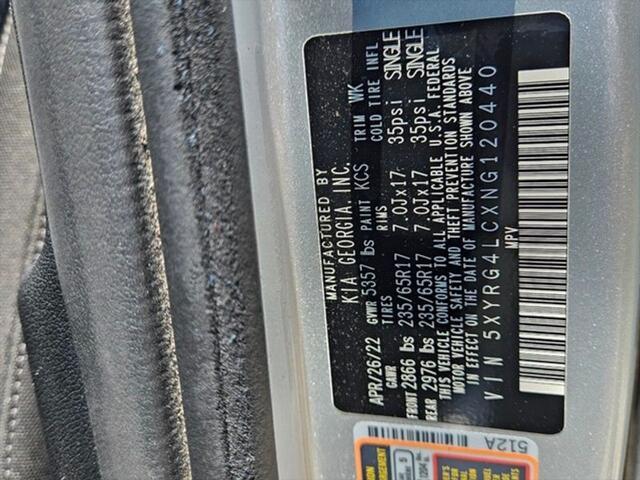 MANUFACTURED BY
KIA GEORGIA, INC.
APR/26/22 GVWR 5357 lbs PAINT KCS TRIM WK
GAWR TIRES RIMS COLD TIRE INFL
FRONT 2866 lbs 235/65R17 7.0Jx17 35psi SINGLE
REAR 2976 lbs 235/65R17 7.0Jx17 35psi SINGLE
THIS VEHICLE CONFORMS TO ALL APPLICABLE U.S.A. FEDERAL
MOTOR VEHICLE SAFETY AND THEFT PREVENTION STANDARDS
IN EFFECT ON THE DATE OF MANUFACTURE SHOWN ABOVE
VIN 5XYRG4LCXNG120440
MPV
512A